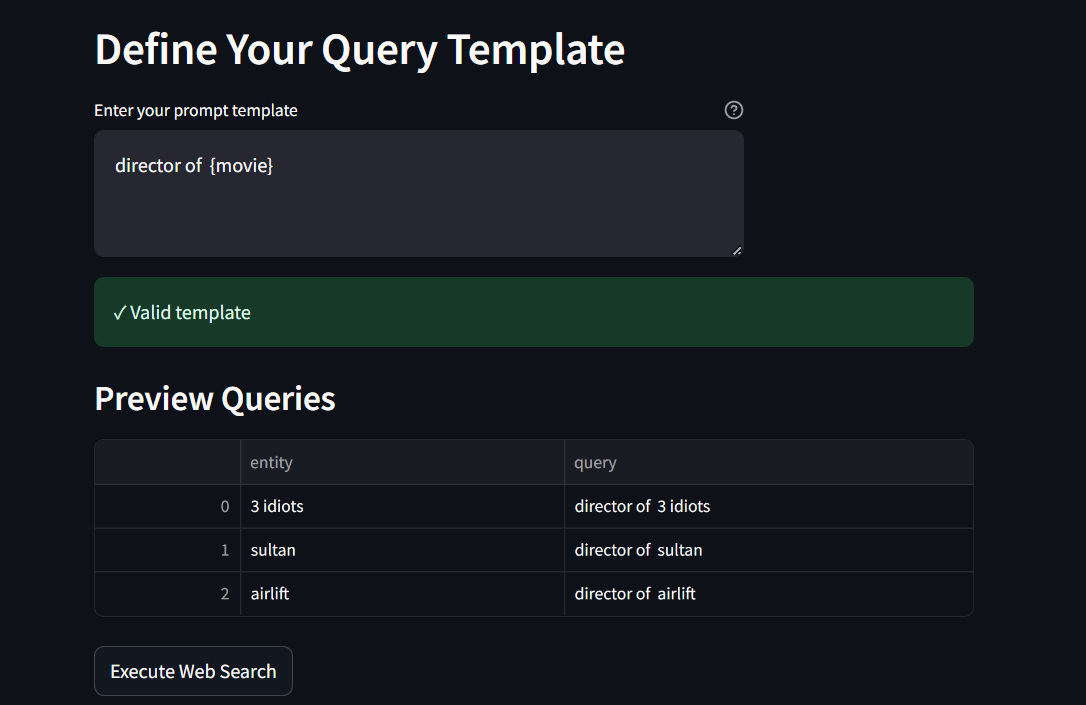 Define Your Query Template
Enter your prompt template
director of  {movie}
✓ Valid template
Preview Queries
entity query
0 3 idiots director of  3 idiots
1 sultan director of  sultan
2 airlift director of  airlift
Execute Web Search